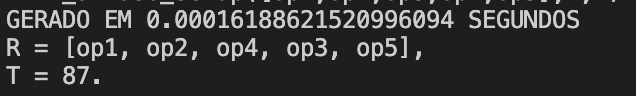 GERADO EM 0.00016188621520996094 SEGUNDOS
R = [op1, op2, op4, op3, op5],
T = 87.